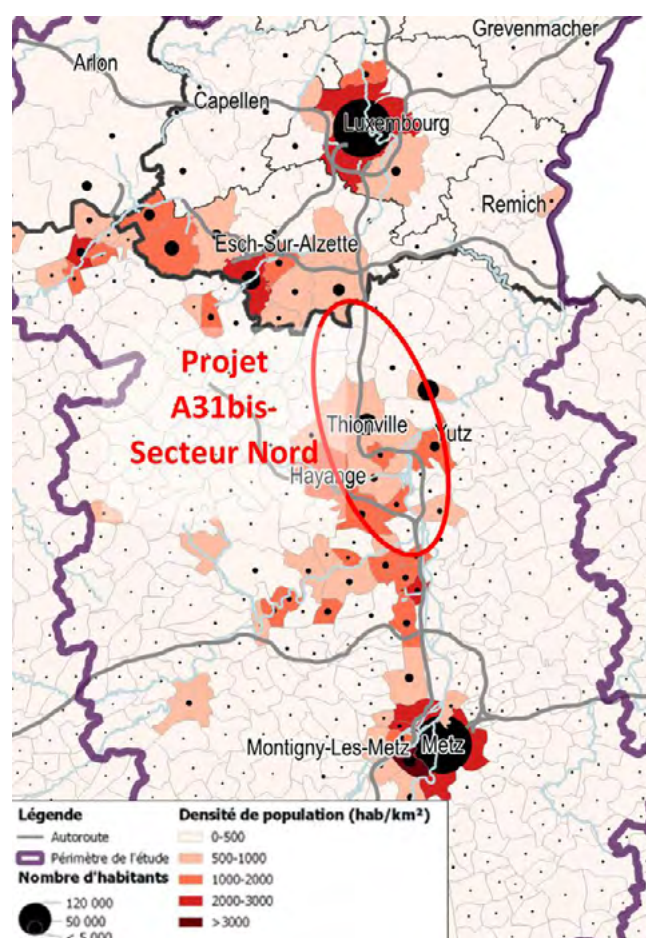 Grevenmacher
Arlon
Capellen
Luxembourg
Remich
Esch-Sur-Alzette
Projet
A31bis-
Secteur Nord
Thionville
Yutz
Hayange
Montigny-Les-Metz
Metz
Légende
Autoroute
Périmètre de l'étude
Nombre d'habitants
120 000
50 000
< 5 000
Densité de population (hab/km²)
0-500
500-1000
1000-2000
2000-3000
>3000